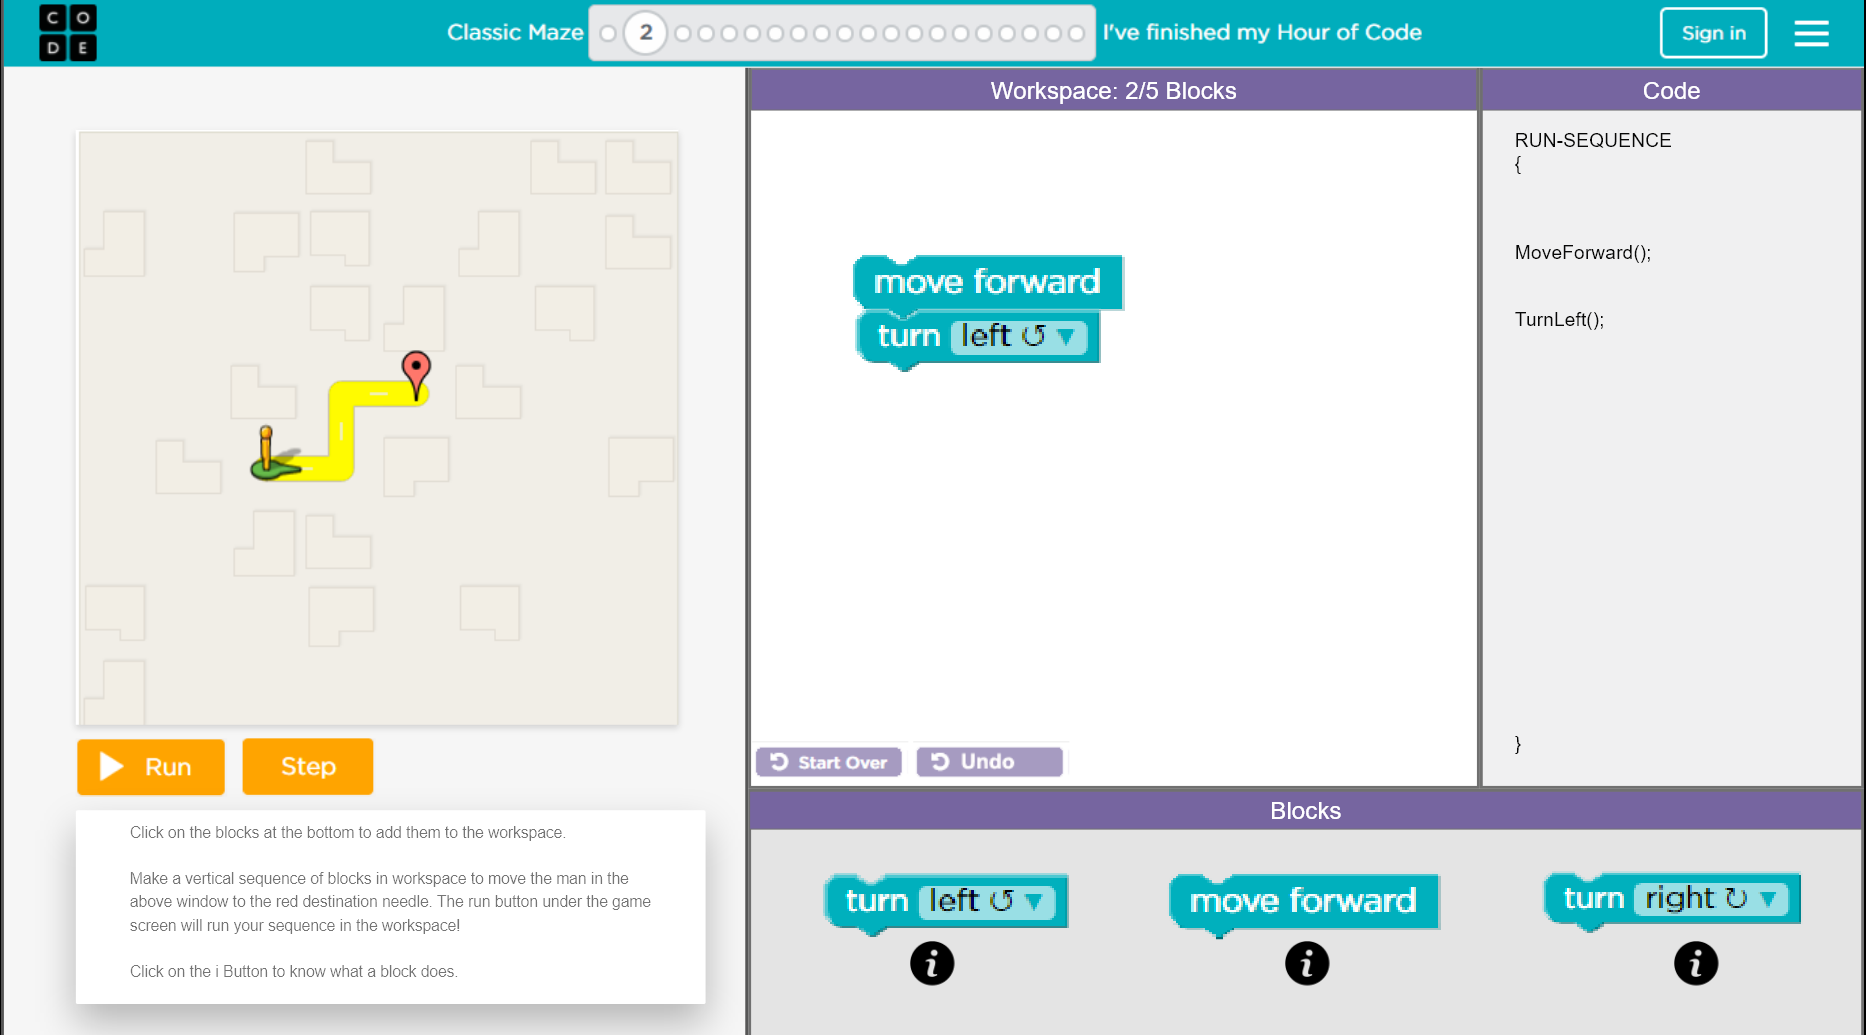 C O
D E
Classic Maze
2
I've finished my Hour of Code
Sign in
Workspace: 2/5 Blocks
Code
RUN-SEQUENCE
{
move forward
MoveForward();
turn left ↺ ▼
TurnLeft();
}
Start Over
Undo
Run
Step
Click on the blocks at the bottom to add them to the workspace.
Make a vertical sequence of blocks in workspace to move the man in the
above window to the red destination needle. The run button under the game
screen will run your sequence in the workspace!
Click on the i Button to know what a block does.
Blocks
turn left ↺ ▼
move forward
turn right ↻ ▼
i
i
i